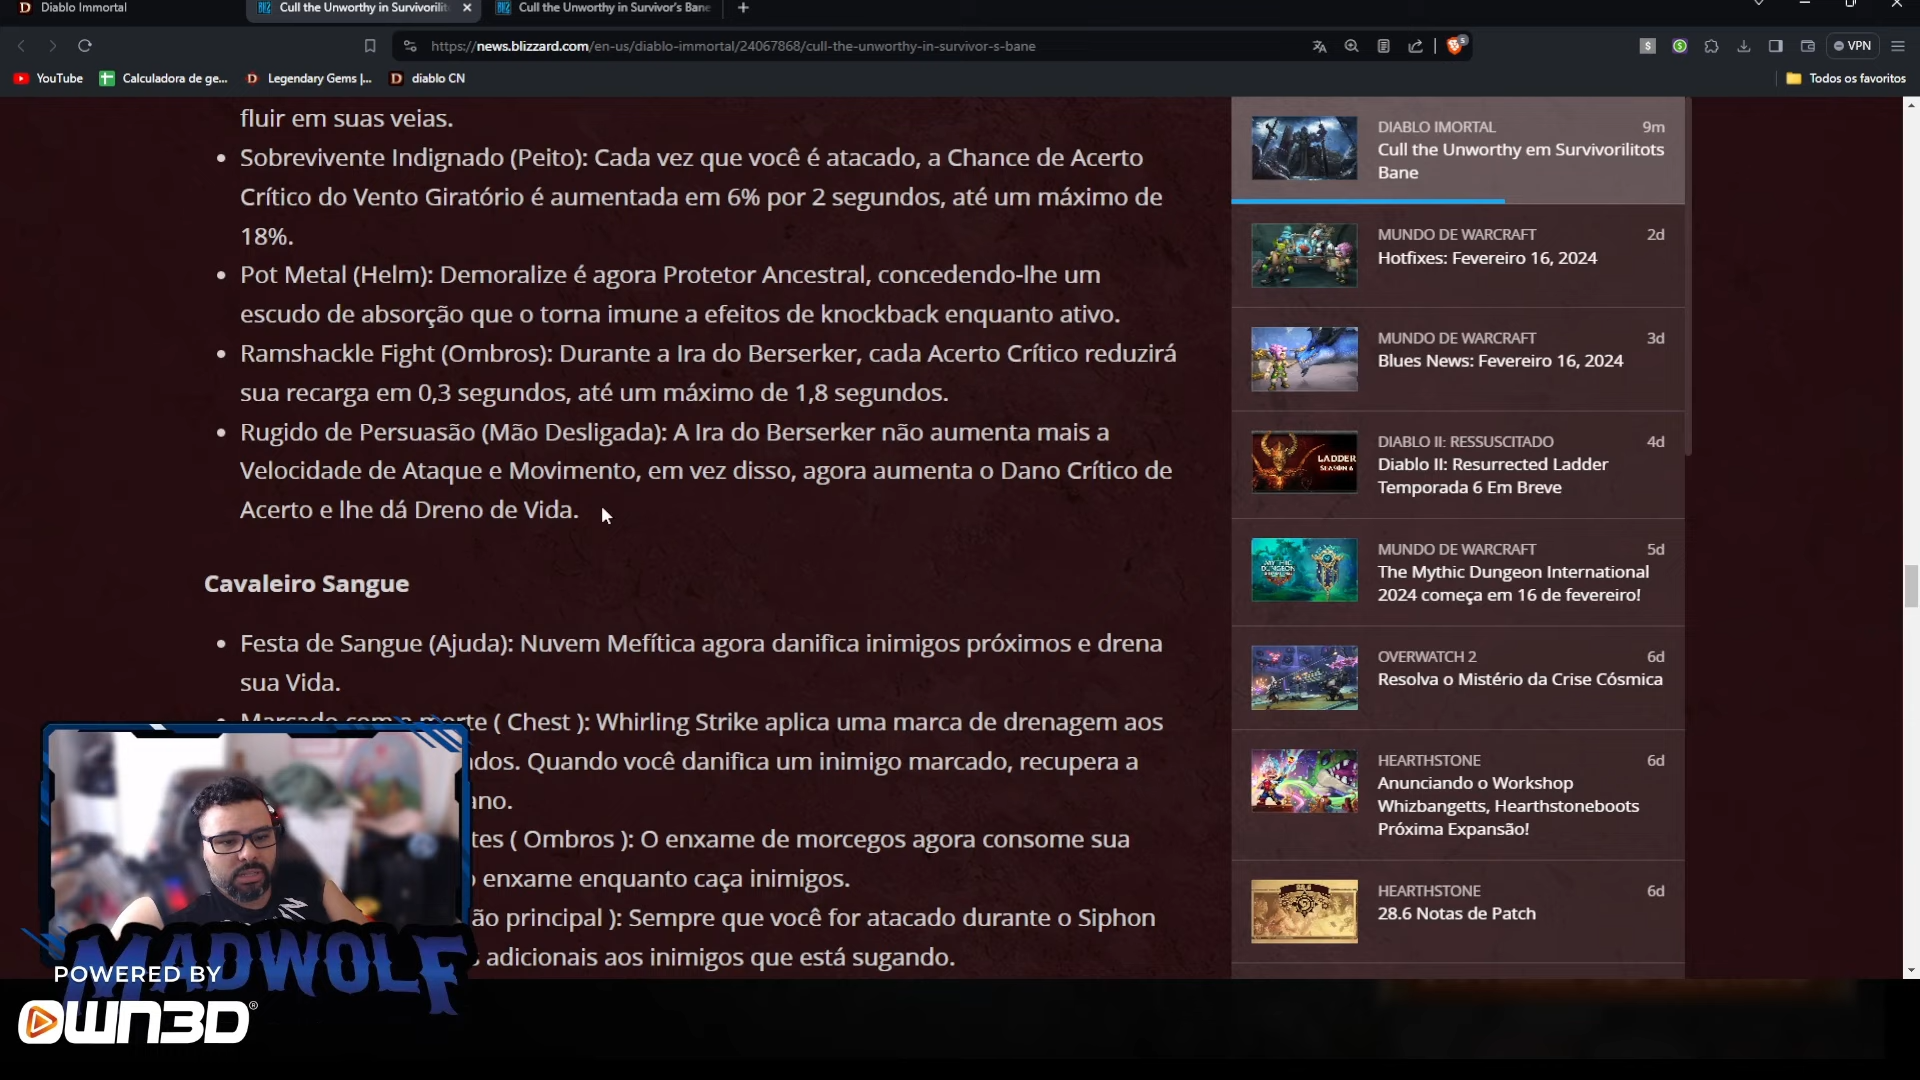 Diablo Immortal
Cull the Unworthy in Survivorilit
Cull the Unworthy in Survivor's Bane
https://news.blizzard.com/en-us/diablo-immortal/24067868/cull-the-unworthy-in-survivor-s-bane
5
VPN
YouTube
Calculadora de ge...
Legendary Gems |...
diablo CN
Todos os favoritos
fluir em suas veias.
Sobrevivente Indignado (Peito): Cada vez que você é atacado, a Chance de Acerto
Crítico do Vento Giratório é aumentada em 6% por 2 segundos, até um máximo de
18%.
Pot Metal (Helm): Demoralize é agora Protetor Ancestral, concedendo-lhe um
escudo de absorção que o torna imune a efeitos de knockback enquanto ativo.
Ramshackle Fight (Ombros): Durante a Ira do Berserker, cada Acerto Crítico reduzirá
sua recarga em 0,3 segundos, até um máximo de 1,8 segundos.
Rugido de Persuasão (Mão Desligada): A Ira do Berserker não aumenta mais a
Velocidade de Ataque e Movimento, em vez disso, agora aumenta o Dano Crítico de
Acerto e lhe dá Dreno de Vida.
Cavaleiro Sangue
Festa de Sangue (Ajuda): Nuvem Mefítica agora danifica inimigos próximos e drena
sua Vida.
Marcado com a morte ( Chest ): Whirling Strike aplica uma marca de drenagem aos
dos. Quando você danifica um inimigo marcado, recupera a
ano.
tes ( Ombros ): O enxame de morcegos agora consome sua
enxame enquanto caça inimigos.
ão principal ): Sempre que você for atacado durante o Siphon
adicionais aos inimigos que está sugando.
DIABLO IMORTAL
9m
Cull the Unworthy em Survivorilitots
Bane
MUNDO DE WARCRAFT
2d
Hotfixes: Fevereiro 16, 2024
MUNDO DE WARCRAFT
3d
Blues News: Fevereiro 16, 2024
LADDER
DIABLO II: RESSUSCITADO
4d
Diablo II: Resurrected Ladder
Temporada 6 Em Breve
MUNDO DE WARCRAFT
5d
The Mythic Dungeon International
2024 começa em 16 de fevereiro!
OVERWATCH 2
6d
Resolva o Mistério da Crise Cósmica
HEARTHSTONE
6d
Anunciando o Workshop
Whizbangetts, Hearthstoneboots
Próxima Expansão!
HEARTHSTONE
6d
28.6 Notas de Patch
MADWOLF
POWERED BY
OWN3D®